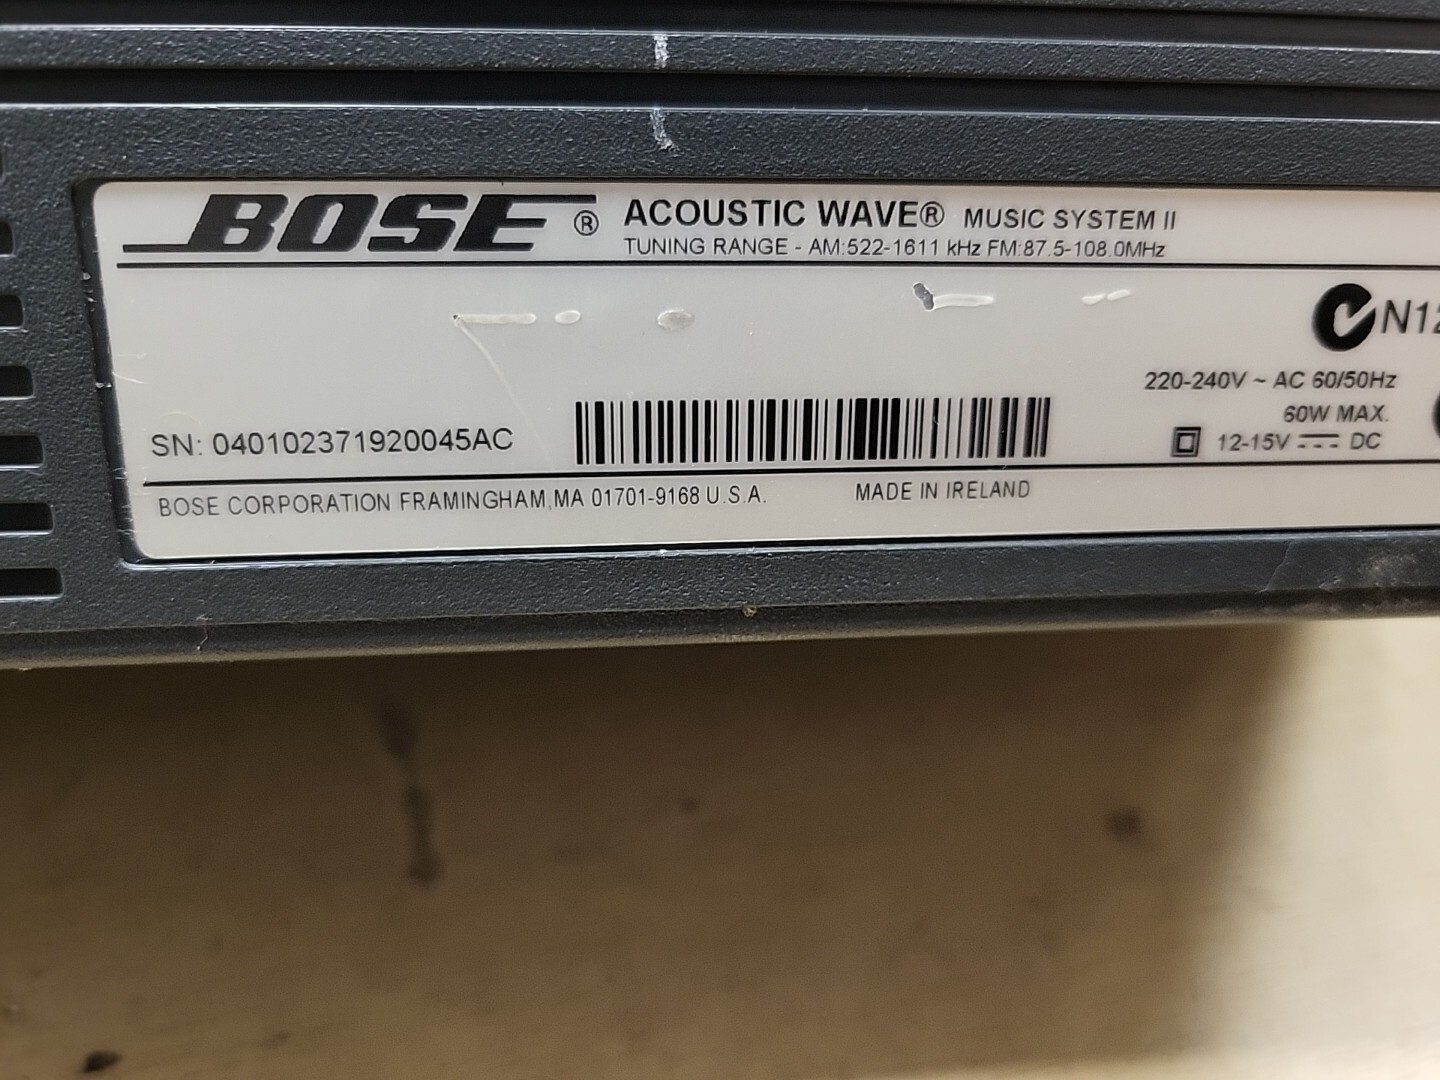 BOSE® ACOUSTIC WAVE® MUSIC SYSTEM II
TUNING RANGE - AM:522-1611 kHz FM:87.5-108.0MHz
N12
220-240V ~ AC 60/50Hz
60W MAX.
12-15V ⎓ DC
SN: 040102371920045AC
BOSE CORPORATION FRAMINGHAM,MA 01701-9168 U.S.A. MADE IN IRELAND